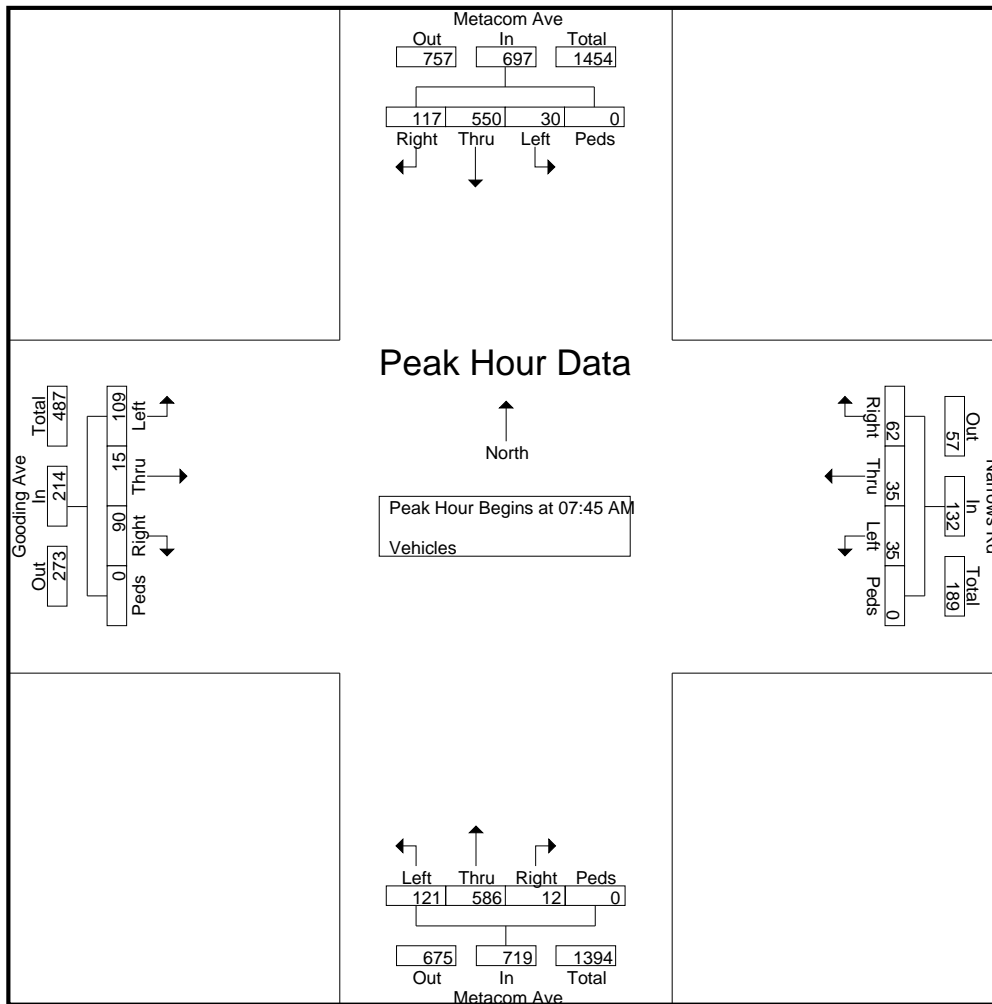 Metacom Ave
Out In Total
757 697 1454
117 550 30 0
Right Thru Left Peds
Peak Hour Data
North
Peak Hour Begins at 07:45 AM
Vehicles
Gooding Ave
Out In Total
273 214 487
0 90 15 109
Peds Right Thru Left
Narrows Rd
Out In Total
57 132 189
62 35 35 0
Right Thru Left Peds
Left Thru Right Peds
121 586 12 0
675 719 1394
Out In Total
Metacom Ave